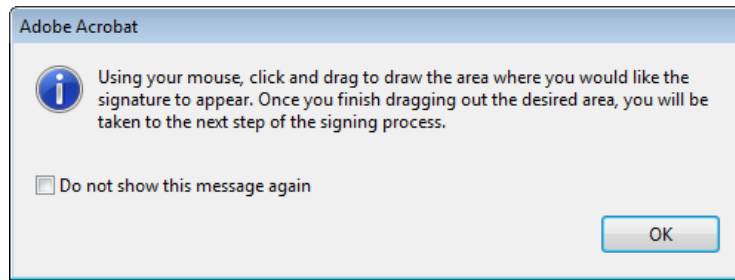 Adobe Acrobat
Using your mouse, click and drag to draw the area where you would like the
signature to appear. Once you finish dragging out the desired area, you will be
taken to the next step of the signing process.
Do not show this message again
OK